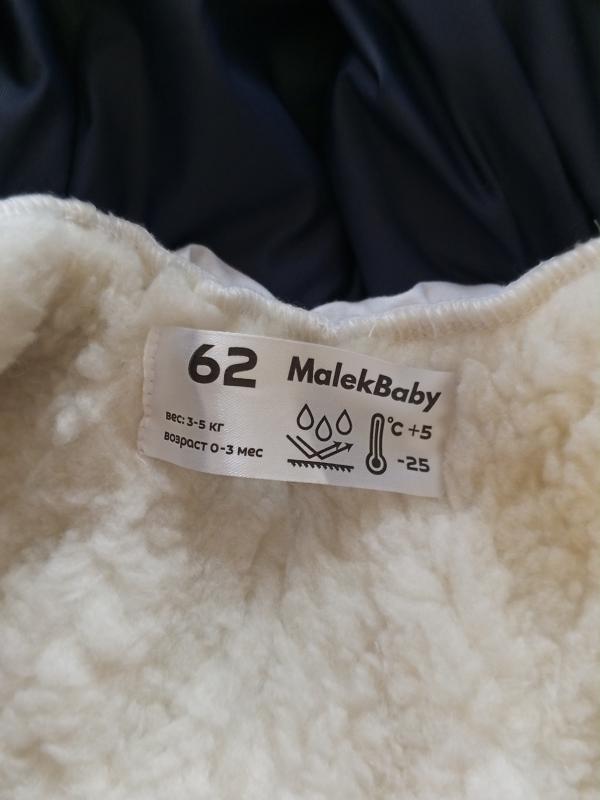 62 MalekBaby
вес: 3-5 кг
возраст 0-3 мес
°C +5
-25